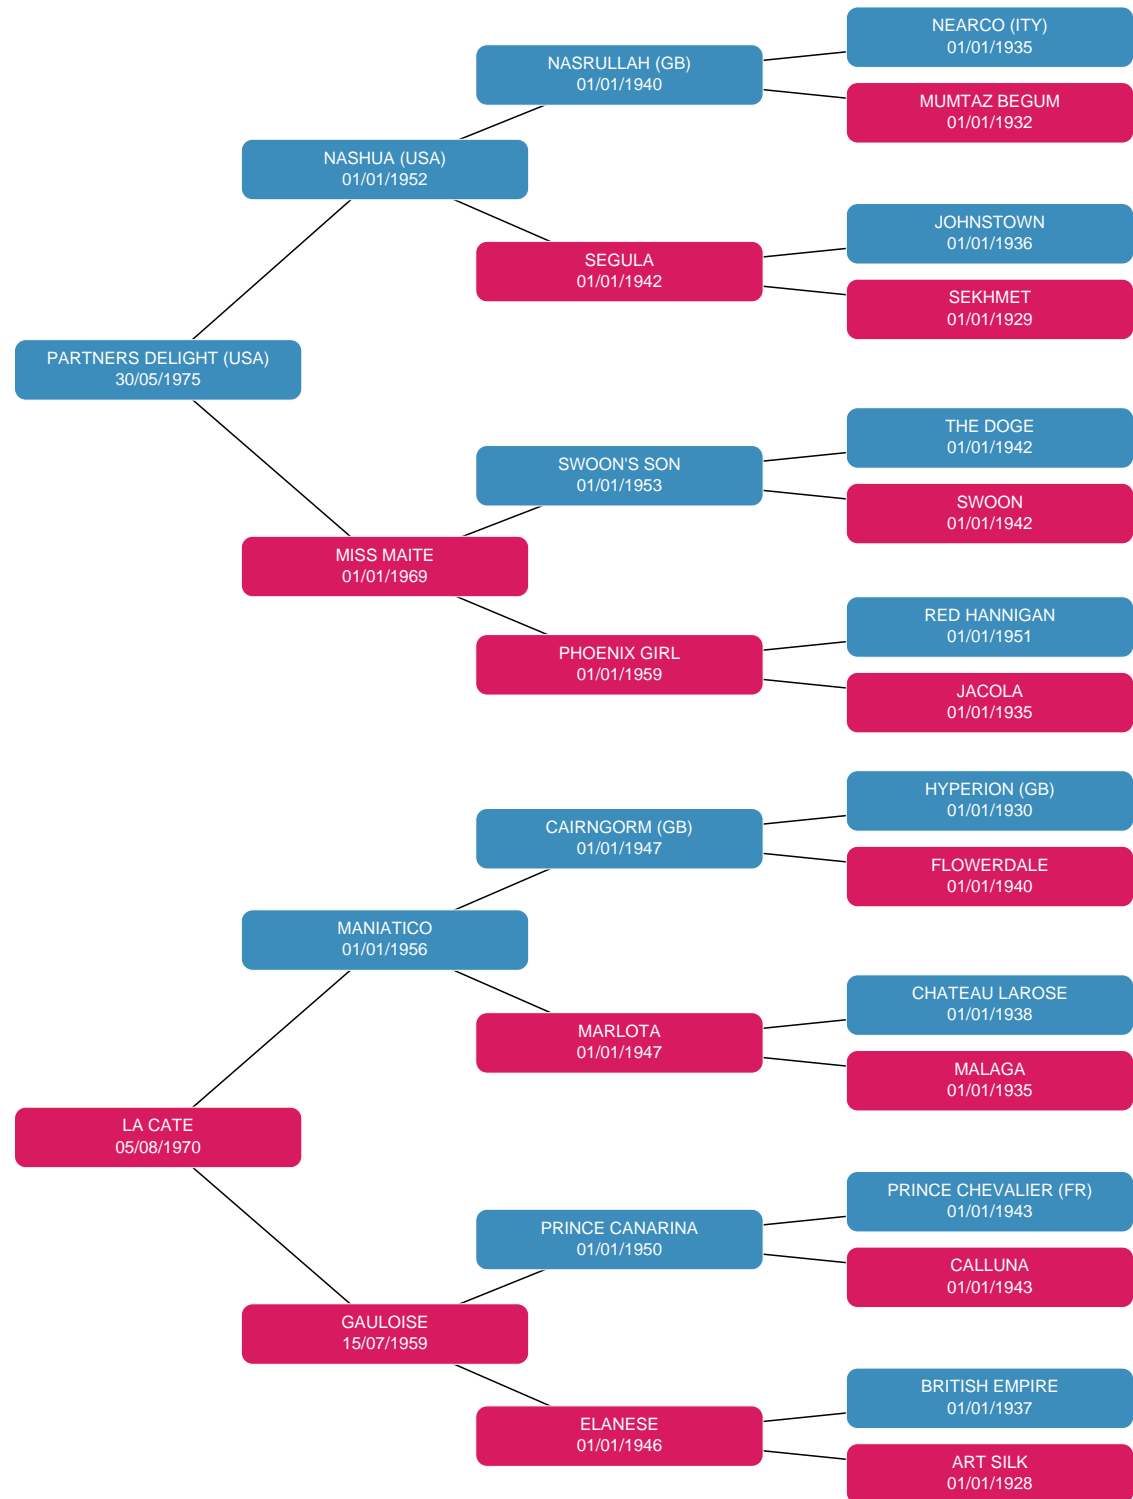 NEARCO (ITY)
01/01/1935
NASRULLAH (GB)
01/01/1940
MUMTAZ BEGUM
01/01/1932
NASHUA (USA)
01/01/1952
JOHNSTOWN
01/01/1936
SEGULA
01/01/1942
SEKHMET
01/01/1929
PARTNERS DELIGHT (USA)
30/05/1975
THE DOGE
01/01/1942
SWOON'S SON
01/01/1953
SWOON
01/01/1942
MISS MAITE
01/01/1969
RED HANNIGAN
01/01/1951
PHOENIX GIRL
01/01/1959
JACOLA
01/01/1935
HYPERION (GB)
01/01/1930
CAIRNGORM (GB)
01/01/1947
FLOWERDALE
01/01/1940
MANIATICO
01/01/1956
CHATEAU LAROSE
01/01/1938
MARLOTA
01/01/1947
MALAGA
01/01/1935
LA CATE
05/08/1970
PRINCE CHEVALIER (FR)
01/01/1943
PRINCE CANARINA
01/01/1950
CALLUNA
01/01/1943
GAULOISE
15/07/1959
BRITISH EMPIRE
01/01/1937
ELANESE
01/01/1946
ART SILK
01/01/1928